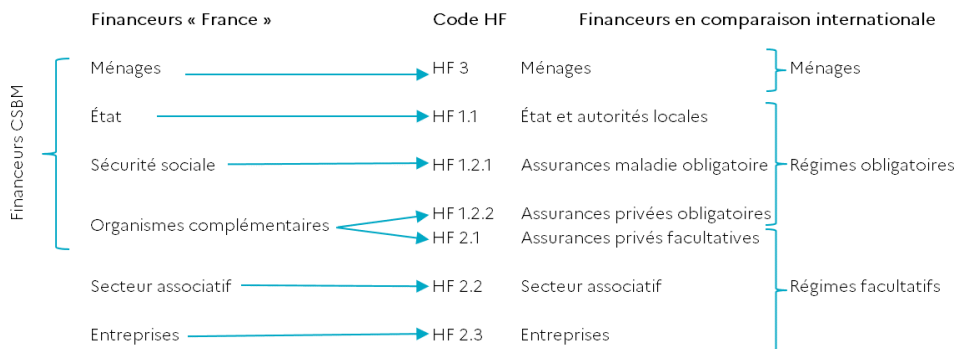 Financeurs « France » Code HF Financeurs en comparaison internationale
Financeurs CSBM
Ménages HF 3 Ménages Ménages
État HF 1.1 État et autorités locales
Sécurité sociale HF 1.2.1 Assurances maladie obligatoire Régimes obligatoires
Organismes complémentaires HF 1.2.2 Assurances privées obligatoires
HF 2.1 Assurances privés facultatives
Secteur associatif HF 2.2 Secteur associatif Régimes facultatifs
Entreprises HF 2.3 Entreprises